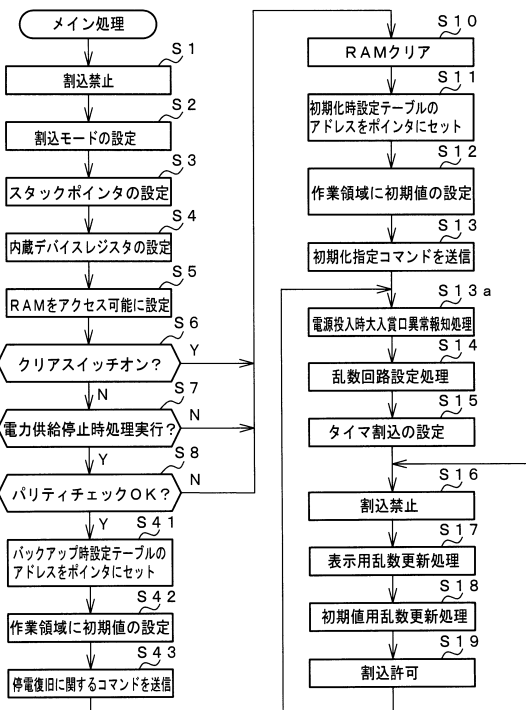 メイン処理
S1
割込禁止
S2
割込モードの設定
S3
スタックポインタの設定
S4
内蔵デバイスレジスタの設定
S5
RAMをアクセス可能に設定
S6
クリアスイッチオン?
Y
N
S7
電力供給停止時処理実行?
N
Y
S8
パリティチェックOK?
N
Y
S41
バックアップ時設定テーブルの
アドレスをポインタにセット
S42
作業領域に初期値の設定
S43
停電復旧に関するコマンドを送信
S10
RAMクリア
S11
初期化時設定テーブルの
アドレスをポインタにセット
S12
作業領域に初期値の設定
S13
初期化指定コマンドを送信
S13a
電源投入時大入賞口異常報知処理
S14
乱数回路設定処理
S15
タイマ割込の設定
S16
割込禁止
S17
表示用乱数更新処理
S18
初期値用乱数更新処理
S19
割込許可